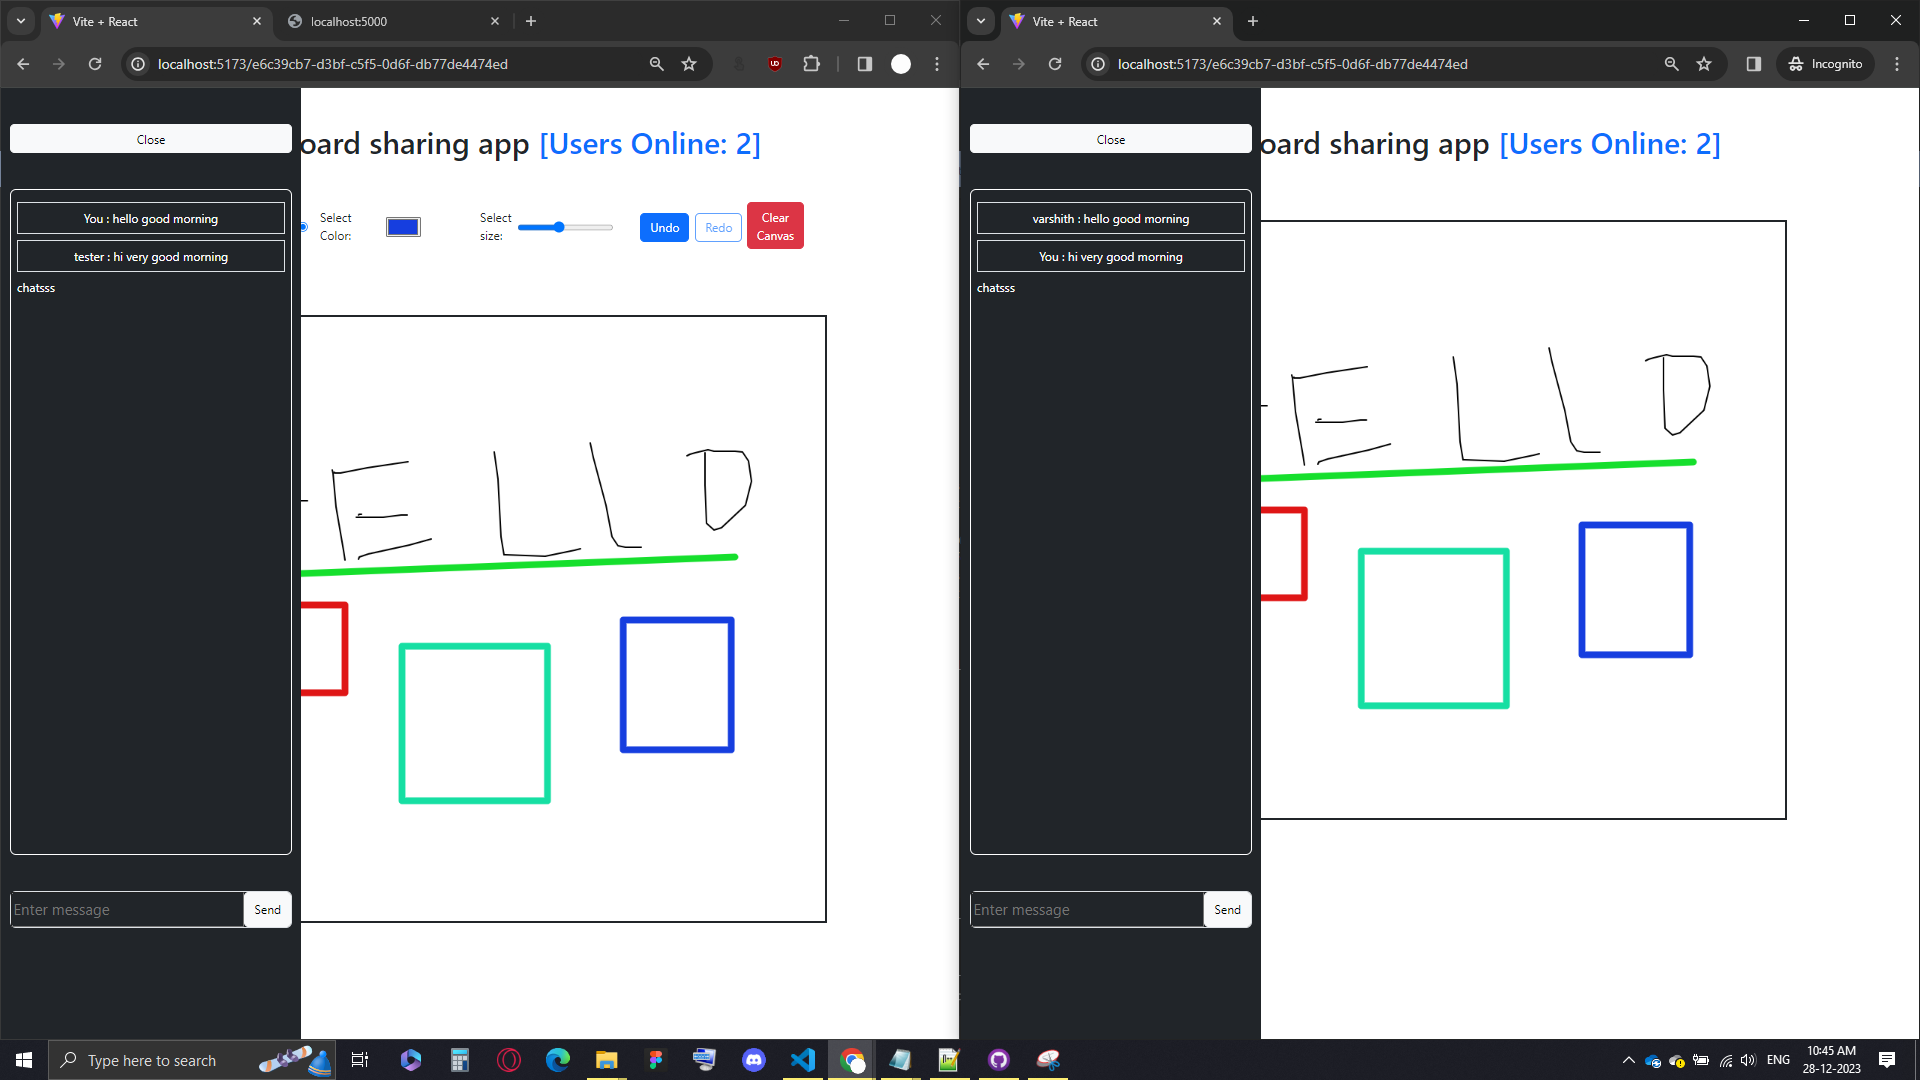 Vite + React
localhost:5000
localhost:5173/e6c39cb7-d3bf-c5f5-0d6f-db77de4474ed
Close
oard sharing app [Users Online: 2]
You : hello good morning
tester : hi very good morning
chatsss
Select Color:
Select size:
Undo
Redo
Clear Canvas
E L L O
Enter message
Send
Vite + React
localhost:5173/e6c39cb7-d3bf-c5f5-0d6f-db77de4474ed
Incognito
Close
oard sharing app [Users Online: 2]
varshith : hello good morning
You : hi very good morning
chatsss
E L L O
Enter message
Send
Type here to search
ENG
10:45 AM
28-12-2023